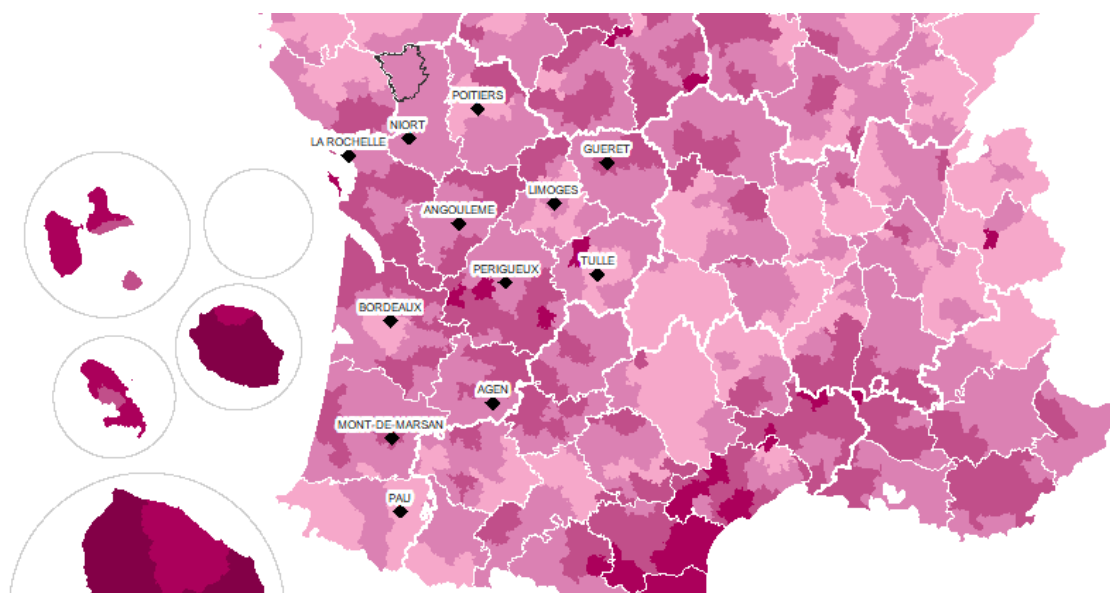 POITIERS
NIORT
LA ROCHELLE
GUERET
LIMOGES
ANGOULEME
TULLE
PERIGUEUX
BORDEAUX
AGEN
MONT-DE-MARSAN
PAU